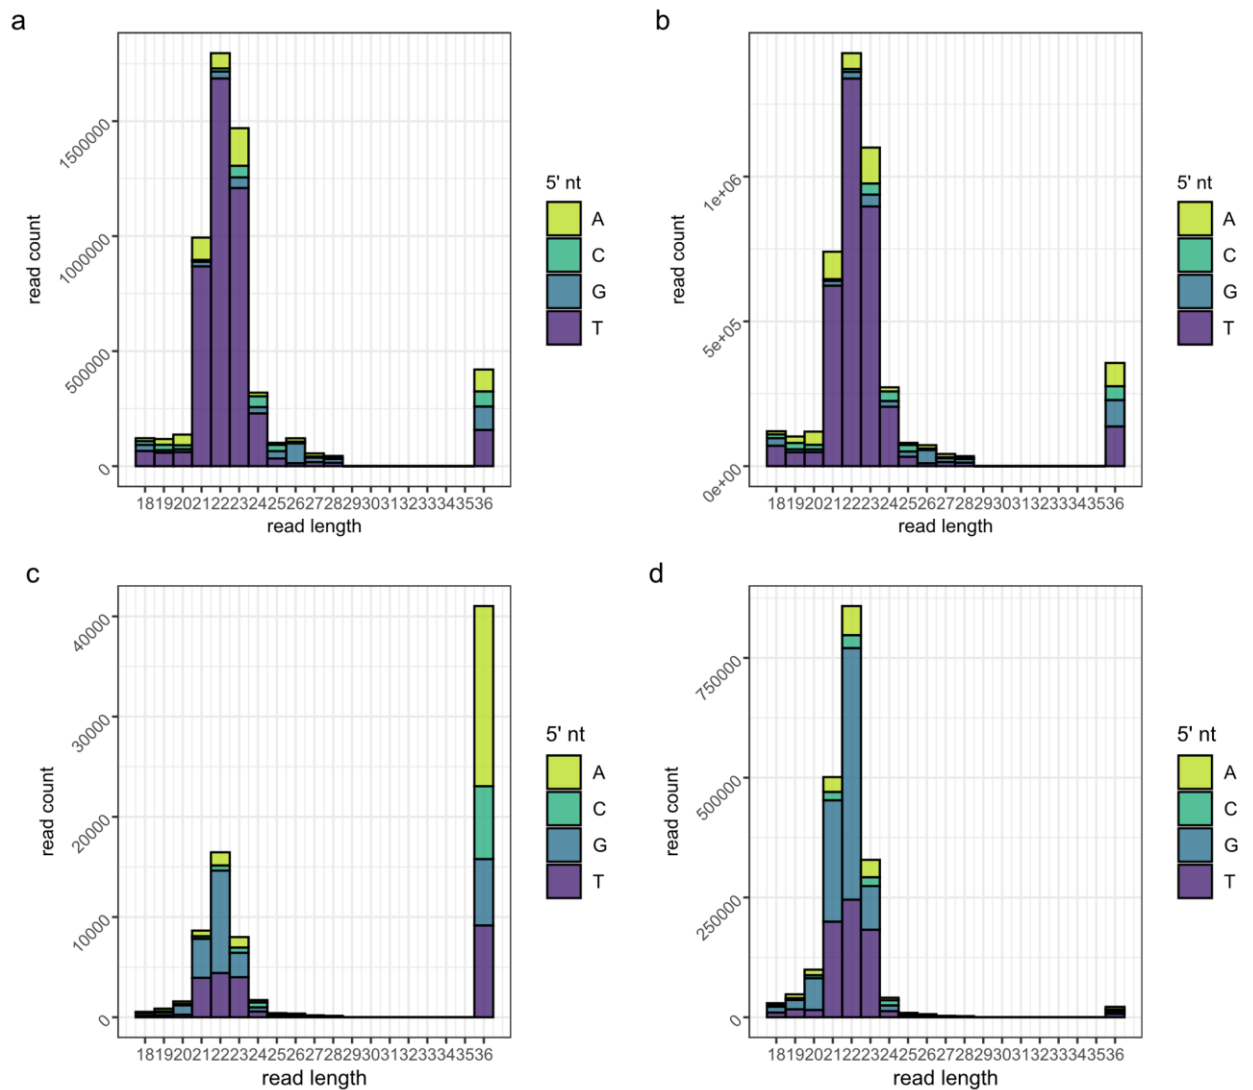 a
1500000
1000000
500000
0
read count
18192021222324252627282930313233343536
read length
5' nt
A
C
G
T
b
1e+06
5e+05
0e+00
read count
18192021222324252627282930313233343536
read length
5' nt
A
C
G
T
c
40000
30000
20000
10000
0
read count
18192021222324252627282930313233343536
read length
5' nt
A
C
G
T
d
750000
500000
250000
0
read count
18192021222324252627282930313233343536
read length
5' nt
A
C
G
T